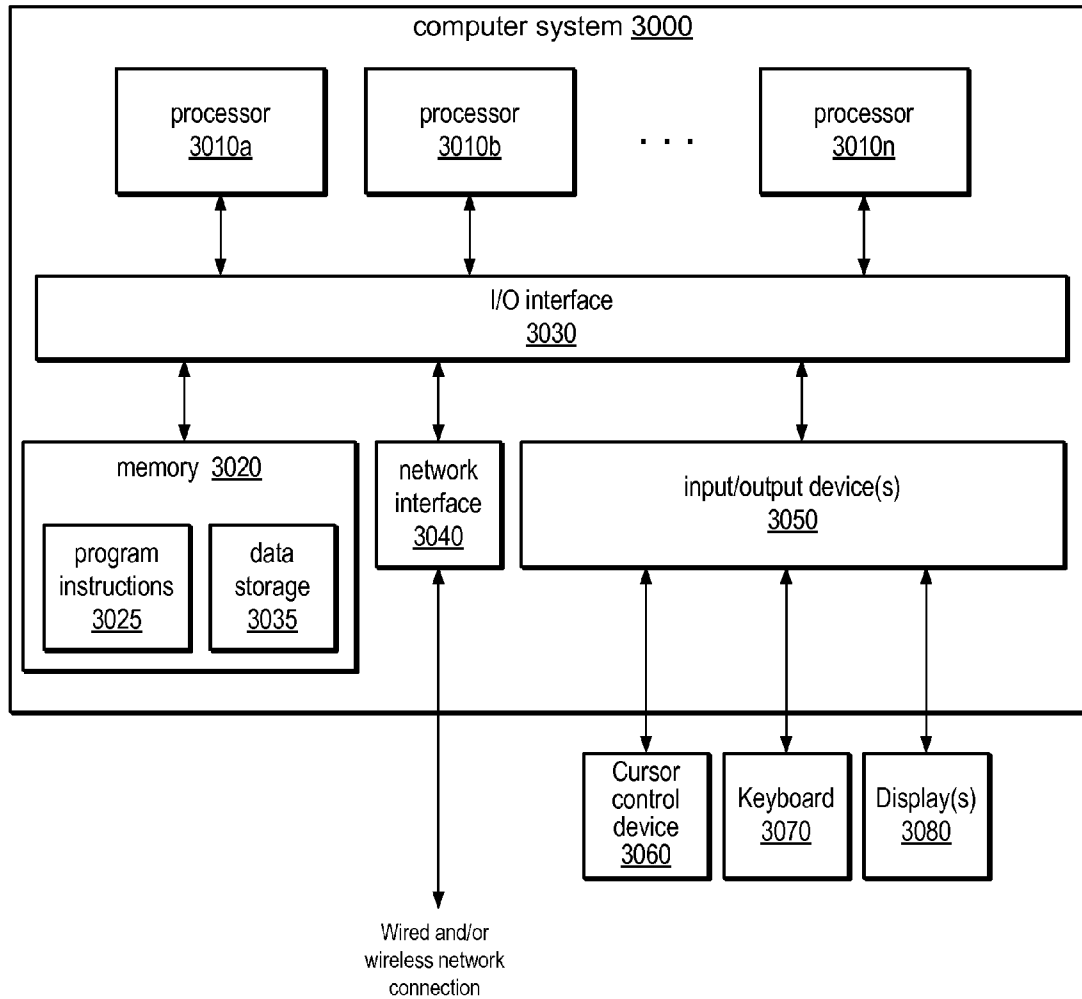 computer system 3000
processor
3010a
processor
3010b
. . .
processor
3010n
I/O interface
3030
memory 3020
program
instructions
3025
data
storage
3035
network
interface
3040
input/output device(s)
3050
Cursor
control
device
3060
Keyboard
3070
Display(s)
3080
Wired and/or
wireless network
connection